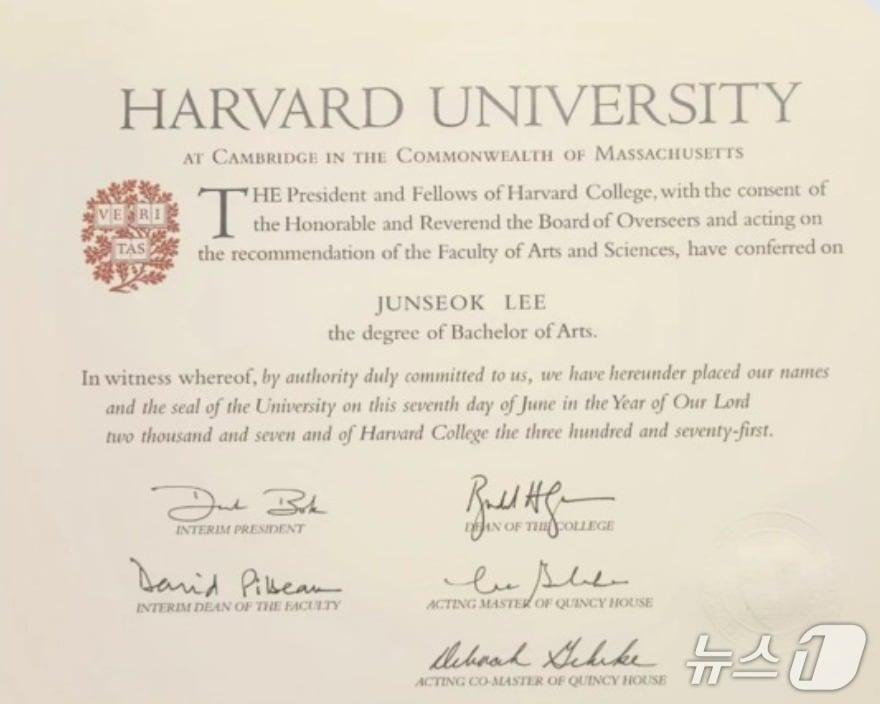 HARVARD UNIVERSITY
AT CAMBRIDGE IN THE COMMONWEALTH OF MASSACHUSETTS
VE RI
TAS
THE President and Fellows of Harvard College, with the consent of
the Honorable and Reverend the Board of Overseers and acting on
the recommendation of the Faculty of Arts and Sciences, have conferred on
JUNSEOK LEE
the degree of Bachelor of Arts.
In witness whereof, by authority duly committed to us, we have hereunder placed our names
and the seal of the University on this seventh day of June in the Year of Our Lord
two thousand and seven and of Harvard College the three hundred and seventy-first.
INTERIM PRESIDENT
DEAN OF THE COLLEGE
David Pilbeam
INTERIM DEAN OF THE FACULTY
ACTING MASTER OF QUINCY HOUSE
Deborah Gehrke
ACTING CO-MASTER OF QUINCY HOUSE
뉴스1